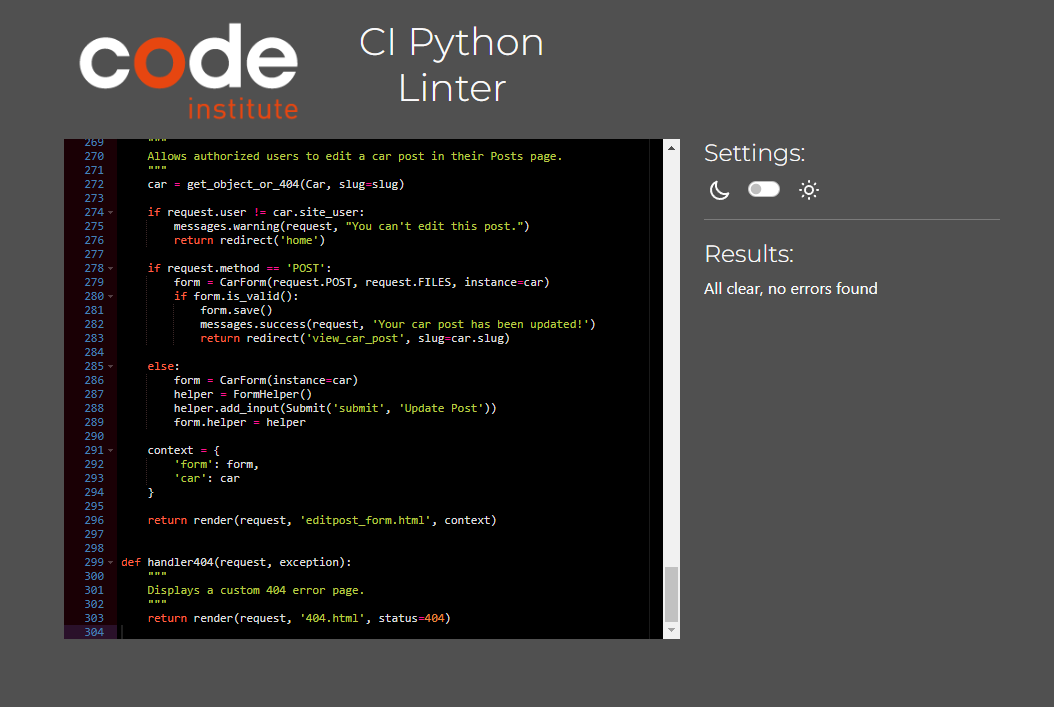 code
institute
CI Python
Linter
269 """
270 Allows authorized users to edit a car post in their Posts page.
271 """
272 car = get_object_or_404(Car, slug=slug)
273
274 if request.user != car.site_user:
275 messages.warning(request, "You can't edit this post.")
276 return redirect('home')
277
278 if request.method == 'POST':
279 form = CarForm(request.POST, request.FILES, instance=car)
280 if form.is_valid():
281 form.save()
282 messages.success(request, 'Your car post has been updated!')
283 return redirect('view_car_post', slug=car.slug)
284
285 else:
286 form = CarForm(instance=car)
287 helper = FormHelper()
288 helper.add_input(Submit('submit', 'Update Post'))
289 form.helper = helper
290
291 context = {
292 'form': form,
293 'car': car
294 }
295
296 return render(request, 'editpost_form.html', context)
297
298
299 def handler404(request, exception):
300 """
301 Displays a custom 404 error page.
302 """
303 return render(request, '404.html', status=404)
304
Settings:
Results:
All clear, no errors found